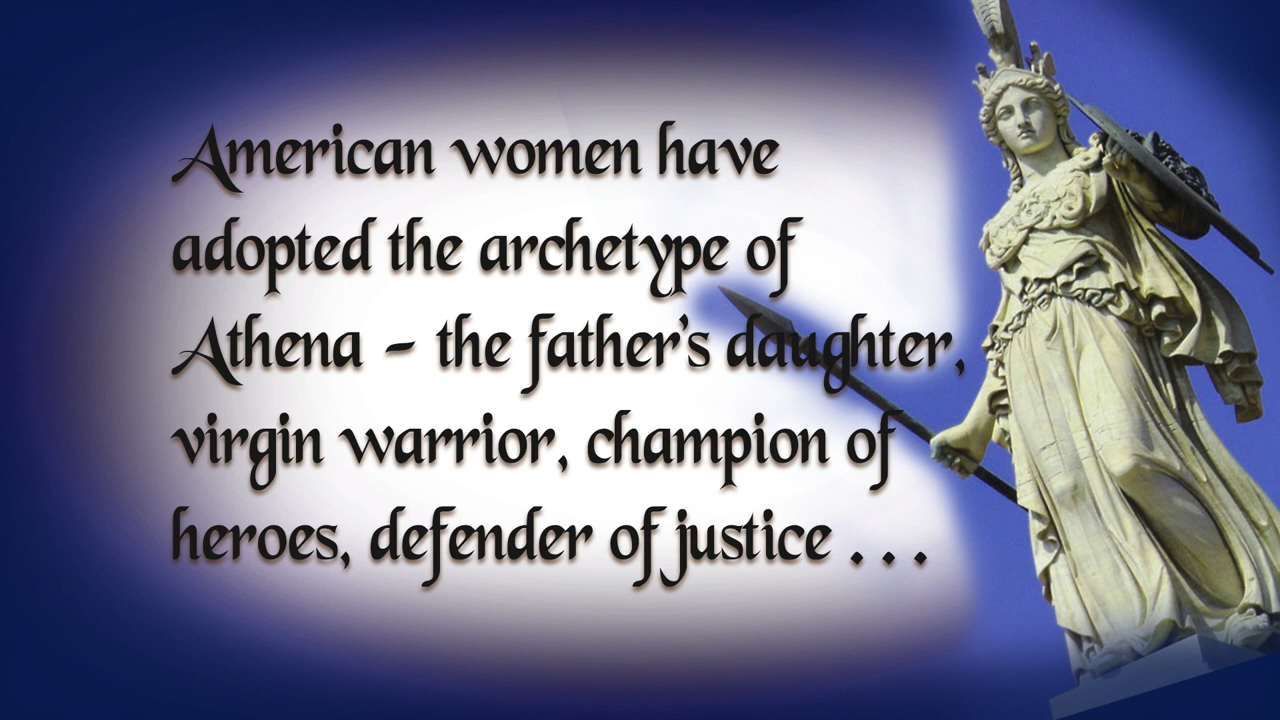 American women have
adopted the archetype of
Athena – the father's daughter,
virgin warrior, champion of
heroes, defender of justice . . .